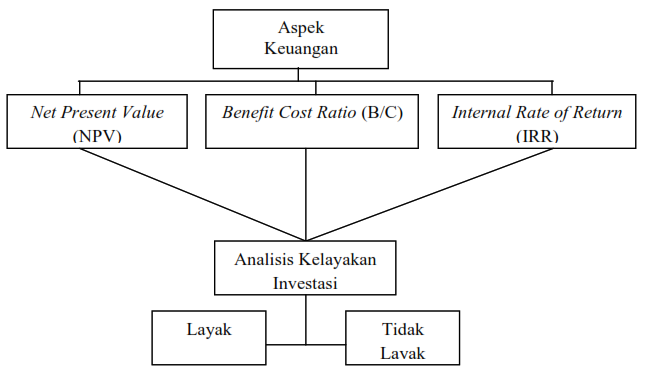 Aspek
Keuangan
Net Present Value
(NPV)
Benefit Cost Ratio (B/C)
Internal Rate of Return
(IRR)
Analisis Kelayakan
Investasi
Layak
Tidak
Layak